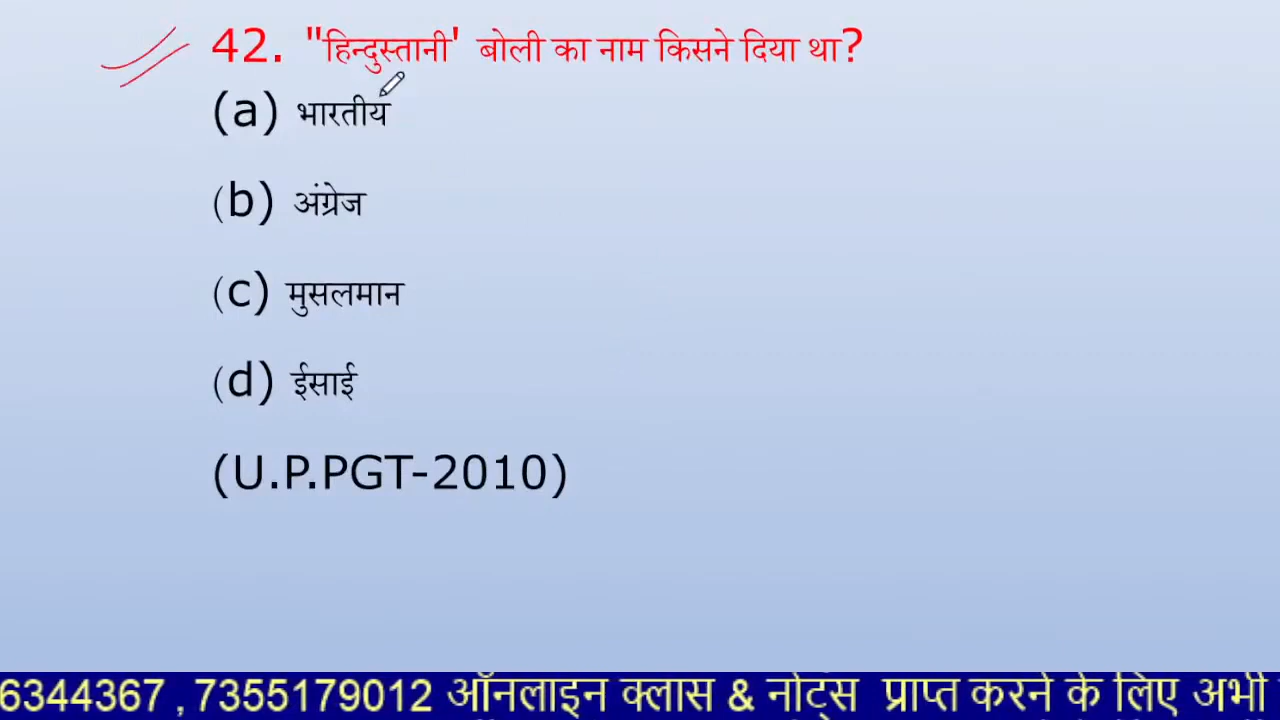 42. "हिन्दुस्तानी' बोली का नाम किसने दिया था?
(a) भारतीय
(b) अंग्रेज
(c) मुसलमान
(d) ईसाई
(U.P.PGT-2010)
6344367 , 7355179012 ऑनलाइन क्लास & नोट्स प्राप्त करने के लिए अभी